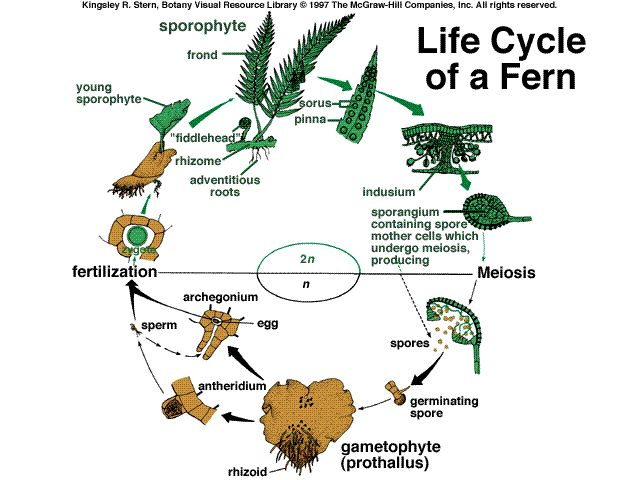 Kingsley R. Stern, Botany Visual Resource Library © 1997 The McGraw-Hill Companies, Inc. All rights reserved.
Life Cycle
of a Fern
sporophyte
frond
young
sporophyte
"fiddlehead"
rhizome
adventitious
roots
sorus
pinna
indusium
sporangium
containing spore
mother cells which
undergo meiosis,
producing
zygote
fertilization
2n
n
Meiosis
archegonium
egg
sperm
spores
antheridium
germinating
spore
gametophyte
(prothallus)
rhizoid